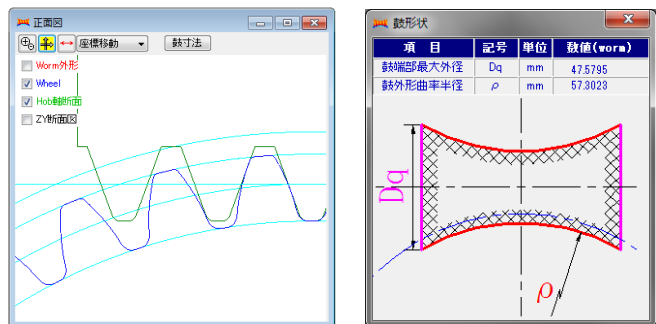 正面図
座標移動
鼓寸法
Worm外形
Wheel
Hob軸断面
ZY断面図
鼓形状
項 目 記号 単位 数値(worm)
鼓端部最大外径 Dq mm 47.5795
鼓外形曲率半径 ρ mm 57.3023
Dq
ρ